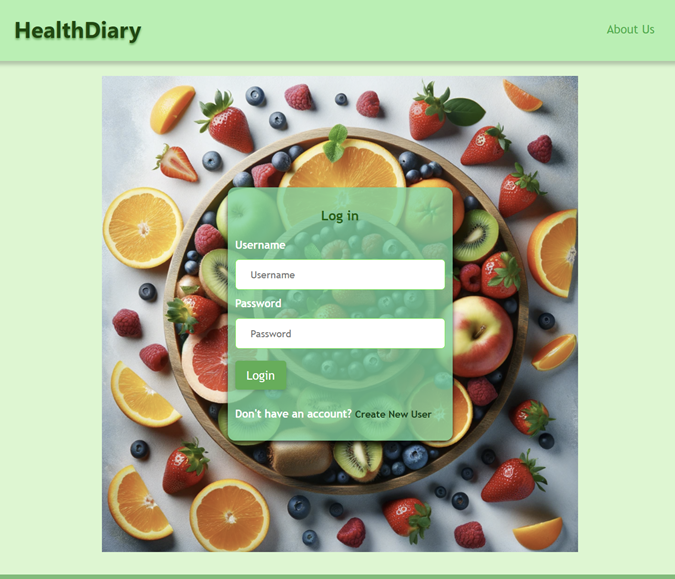 HealthDiary
About Us
Log in
Username
Username
Password
Password
Login
Don't have an account? Create New User